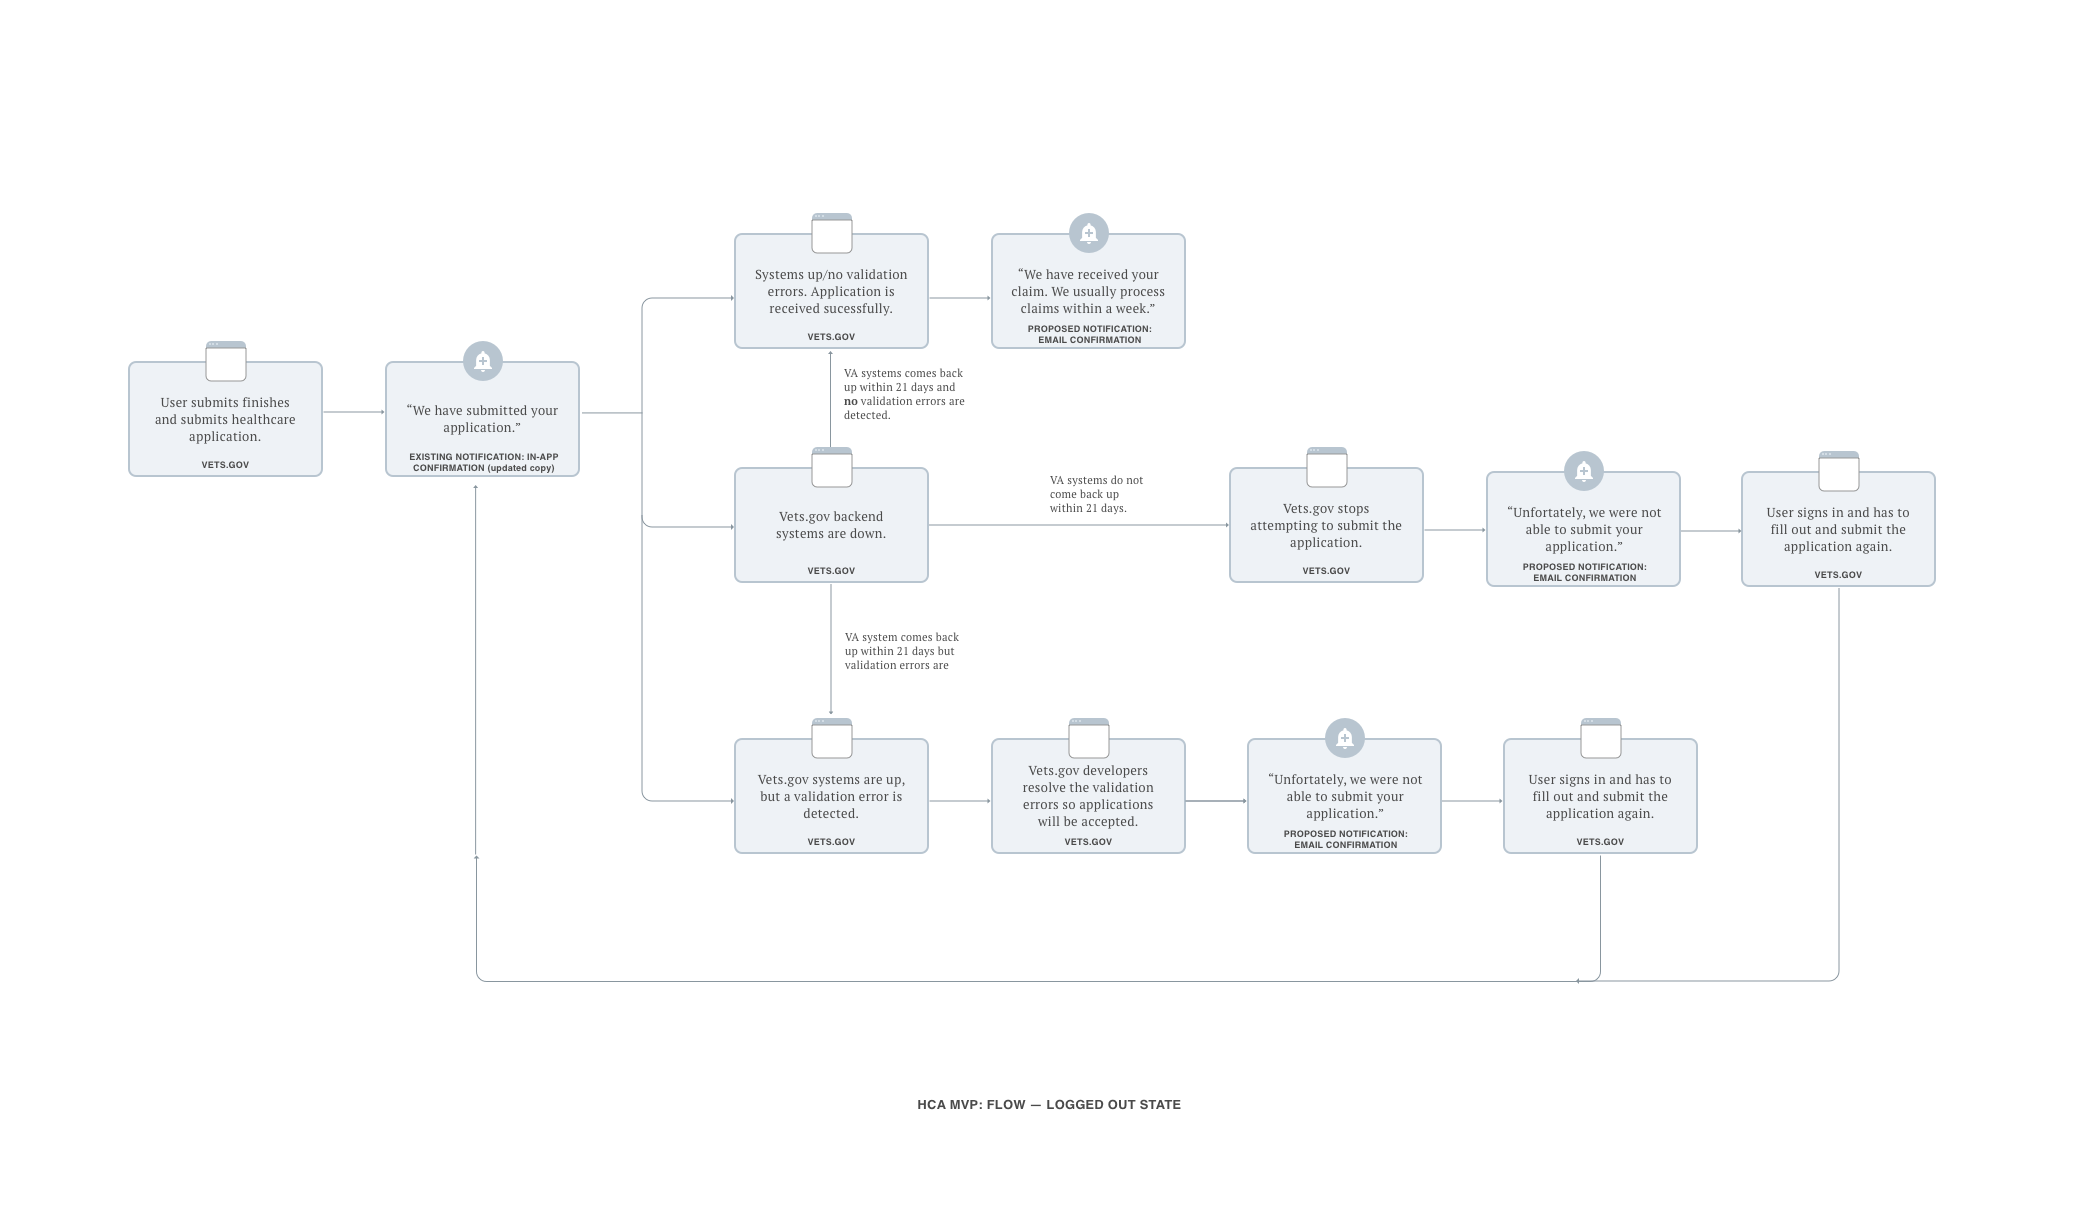 User submits finishes
and submits healthcare
application.
VETS.GOV
“We have submitted your
application.”
EXISTING NOTIFICATION: IN-APP
CONFIRMATION (updated copy)
Systems up/no validation
errors. Application is
received sucessfully.
VETS.GOV
“We have received your
claim. We usually process
claims within a week.”
PROPOSED NOTIFICATION:
EMAIL CONFIRMATION
VA systems comes back
up within 21 days and
no validation errors are
detected.
Vets.gov backend
systems are down.
VETS.GOV
VA systems do not
come back up
within 21 days.
Vets.gov stops
attempting to submit the
application.
VETS.GOV
“Unfortately, we were not
able to submit your
application.”
PROPOSED NOTIFICATION:
EMAIL CONFIRMATION
User signs in and has to
fill out and submit the
application again.
VETS.GOV
VA system comes back
up within 21 days but
validation errors are
Vets.gov systems are up,
but a validation error is
detected.
VETS.GOV
Vets.gov developers
resolve the validation
errors so applications
will be accepted.
VETS.GOV
“Unfortately, we were not
able to submit your
application.”
PROPOSED NOTIFICATION:
EMAIL CONFIRMATION
User signs in and has to
fill out and submit the
application again.
VETS.GOV
HCA MVP: FLOW — LOGGED OUT STATE